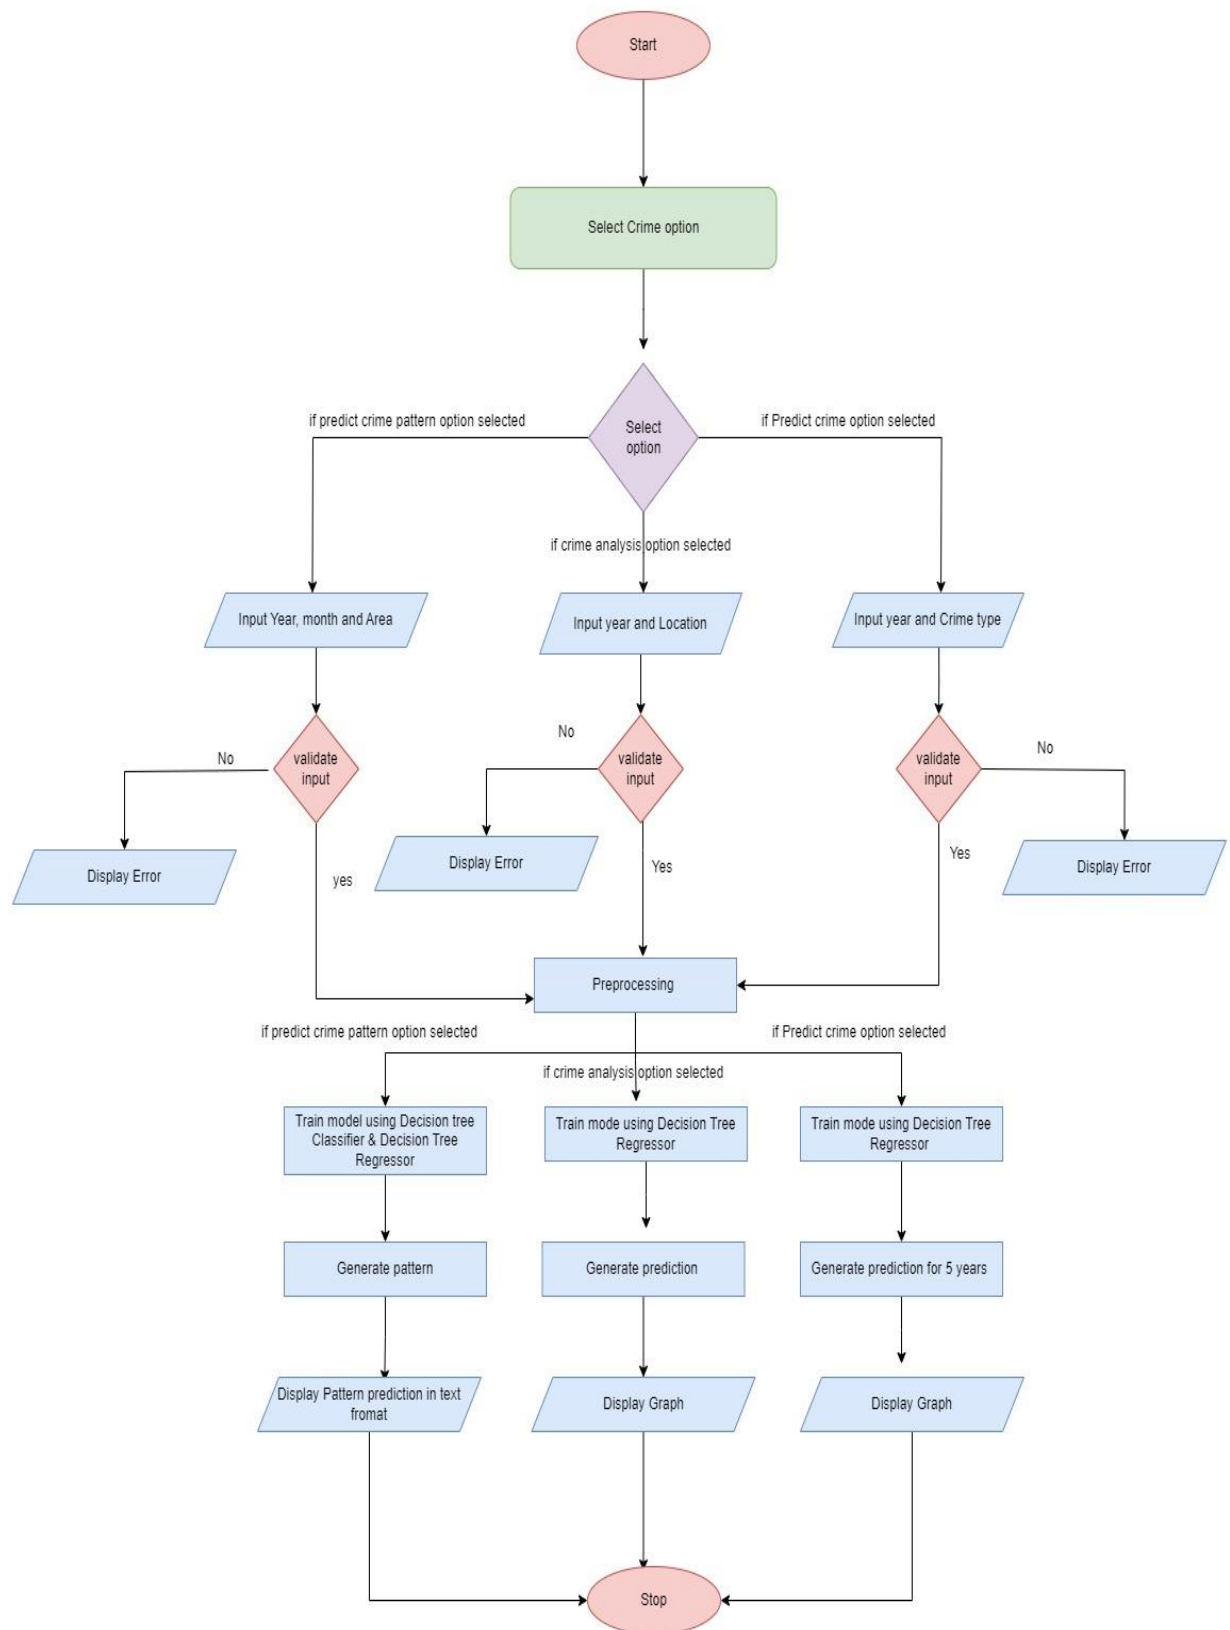 Start
Select Crime option
if predict crime pattern option selected
if Predict crime option selected
Select
option
if crime analysis option selected
Input Year, month and Area
Input year and Location
Input year and Crime type
No
validate
input
No
validate
input
validate
input
No
Display Error
yes
Display Error
Yes
Yes
Display Error
Preprocessing
if predict crime pattern option selected
if Predict crime option selected
if crime analysis option selected
Train model using Decision tree
Classifier & Decision Tree
Regressor
Train mode using Decision Tree
Regressor
Train mode using Decision Tree
Regressor
Generate pattern
Generate prediction
Generate prediction for 5 years
Display Pattern prediction in text
fromat
Display Graph
Display Graph
Stop